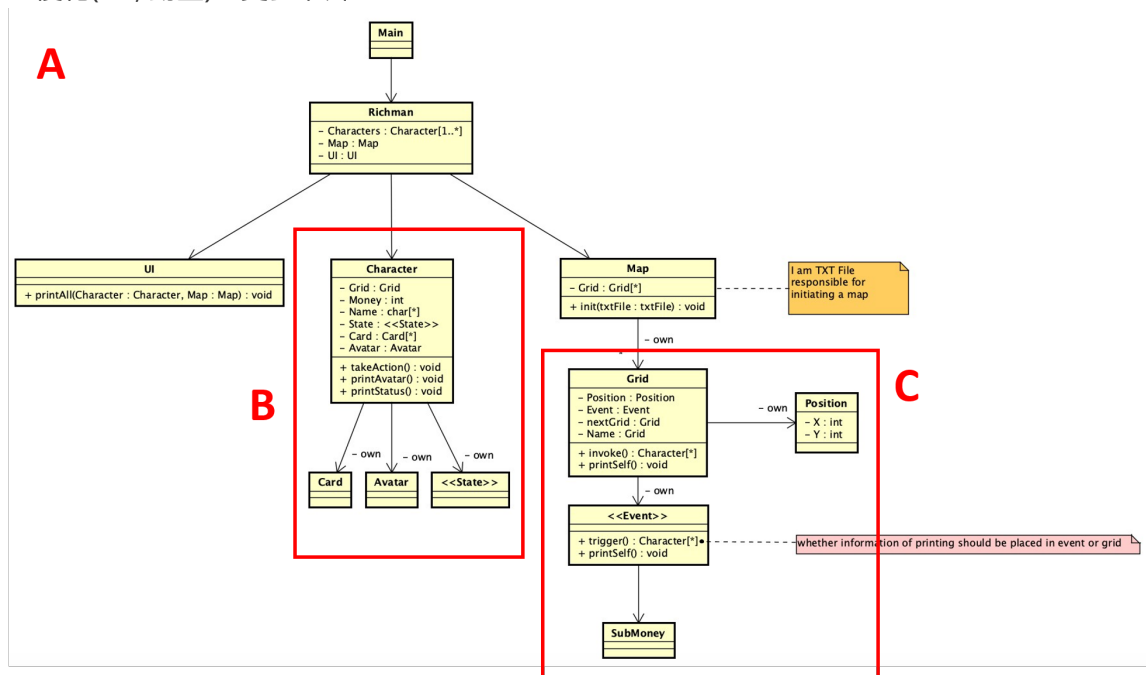 A
Main
Richman
- Characters : Character[1..*]
- Map : Map
- UI : UI
UI
+ printAll(Character : Character, Map : Map) : void
Character
- Grid : Grid
- Money : int
- Name : char[*]
- State : <<State>>
- Card : Card[*]
- Avatar : Avatar
+ takeAction() : void
+ printAvatar() : void
+ printStatus() : void
Map
- Grid : Grid[*]
+ init(txtFile : txtFile) : void
I am TXT File
responsible for
initiating a map
- own
B
- own
- own
- own
Card
Avatar
<<State>>
C
Grid
- Position : Position
- Event : Event
- nextGrid : Grid
- Name : Grid
+ invoke() : Character[*]
+ printSelf() : void
- own
Position
- X : int
- Y : int
- own
<<Event>>
+ trigger() : Character[*]
+ printSelf() : void
whether information of printing should be placed in event or grid
SubMoney